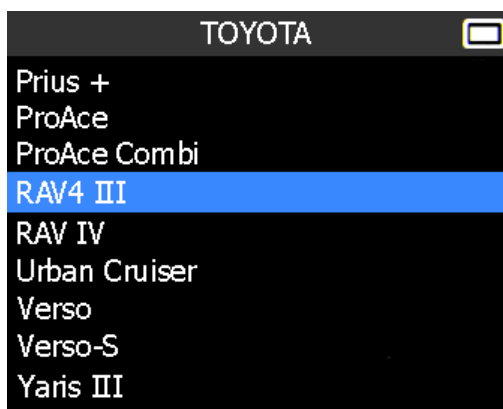 TOYOTA
Prius +
ProAce
ProAce Combi
RAV4 III
RAV IV
Urban Cruiser
Verso
Verso-S
Yaris III